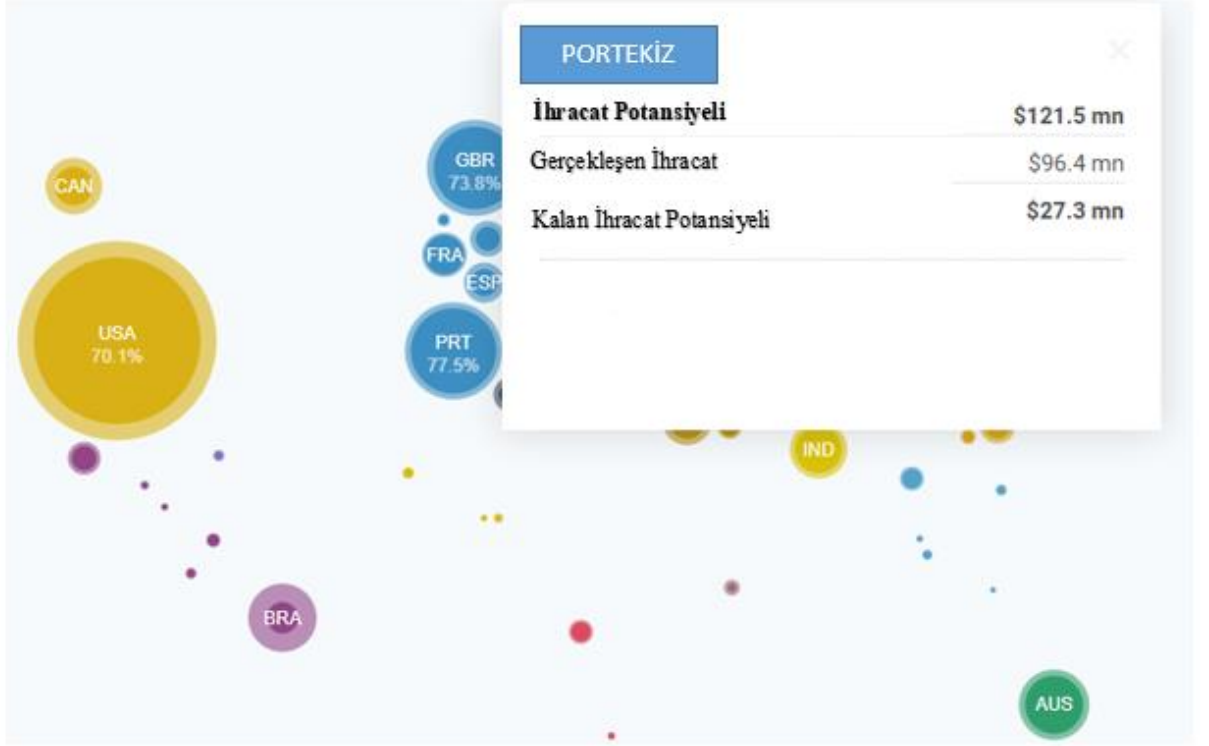 PORTEKİZ
İhracat Potansiyeli $121.5 mn
Gerçekleşen İhracat $96.4 mn
Kalan İhracat Potansiyeli $27.3 mn
CAN
GBR
73.8%
FRA
ESP
USA
70.1%
PRT
77.5%
IND
BRA
AUS